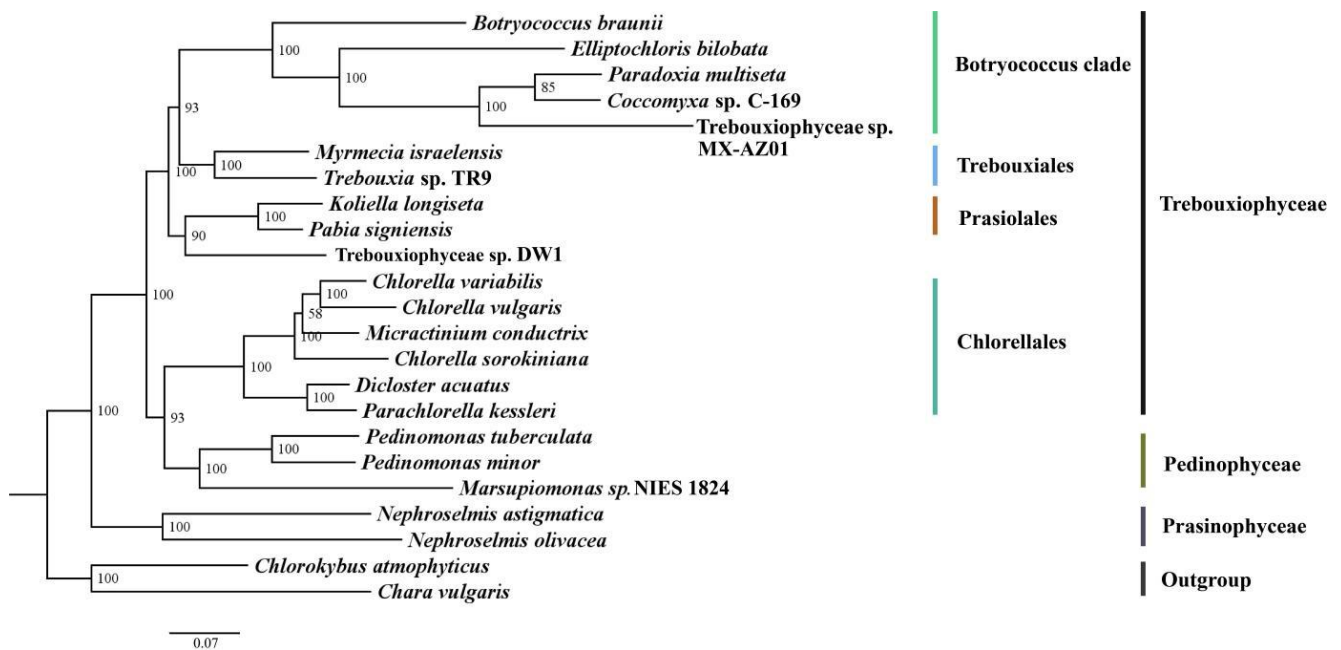 Botryococcus braunii
100
Elliptochloris bilobata
100
Paradoxia multiseta
85
Coccomyxa sp. C-169
100
Trebouxiophyceae sp.
MX-AZ01
93
Myrmecia israelensis
100
Trebouxia sp. TR9
100
Koliella longiseta
100
Pabia signiensis
90
Trebouxiophyceae sp. DW1
100
Chlorella variabilis
100
Chlorella vulgaris
58
Micractinium conductrix
100
Chlorella sorokiniana
100
Dicloster acuatus
100
Parachlorella kessleri
93
100
Pedinomonas tuberculata
100
Pedinomonas minor
100
Marsupiomonas sp. NIES 1824
Nephroselmis astigmatica
100
Nephroselmis olivacea
Chlorokybus atmophyticus
100
Chara vulgaris
0.07
Botryococcus clade
Trebouxiales
Prasiolales
Chlorellales
Trebouxiophyceae
Pedinophyceae
Prasinophyceae
Outgroup